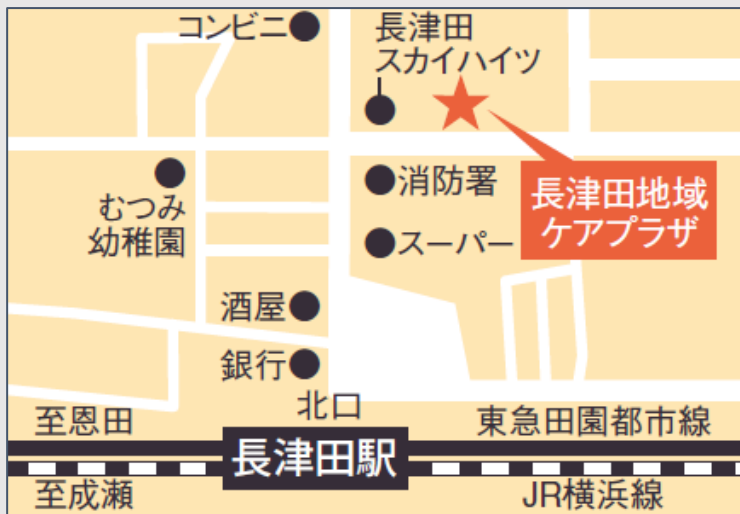 コンビニ
長津田
スカイハイツ
消防署
長津田地域
ケアプラザ
むつみ
幼稚園
スーパー
酒屋
銀行
北口
至恩田
東急田園都市線
長津田駅
至成瀬
JR横浜線